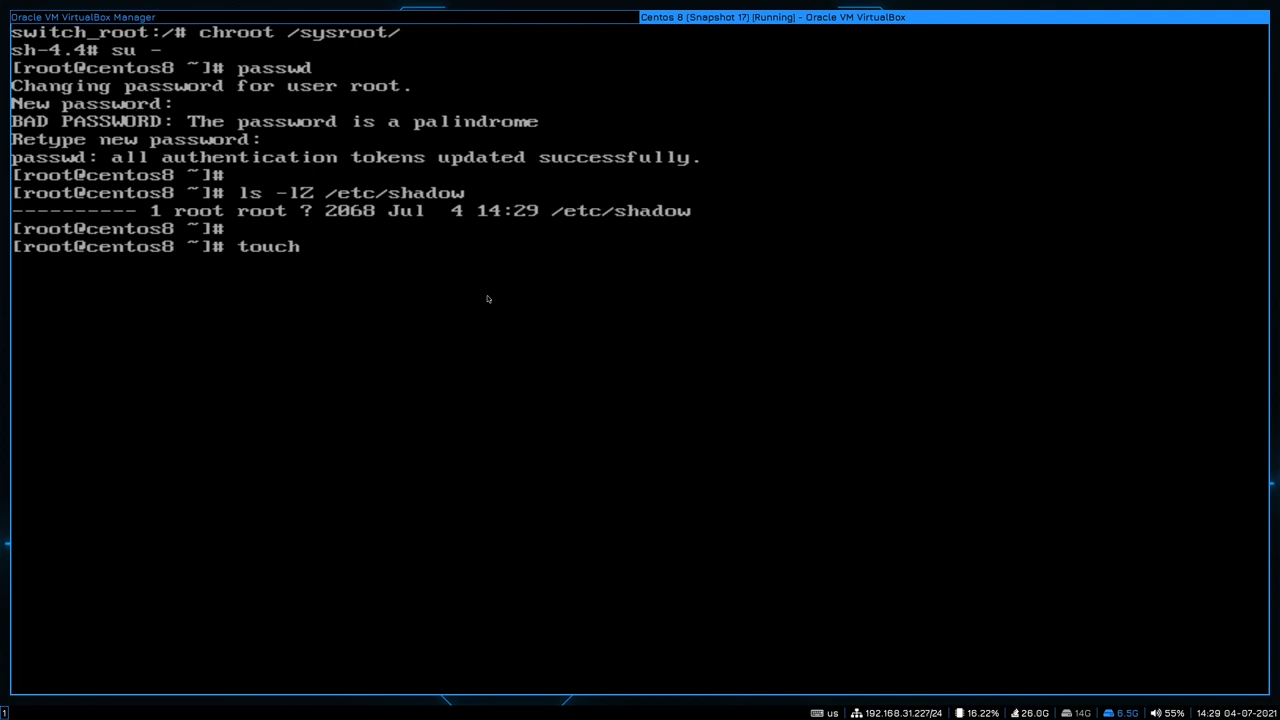 Oracle VM VirtualBox Manager
Centos 8 (Snapshot 17) [Running] - Oracle VM VirtualBox
switch_root:/# chroot /sysroot/
sh-4.4# su -
[root@centos8 ~]# passwd
Changing password for user root.
New password:
BAD PASSWORD: The password is a palindrome
Retype new password:
passwd: all authentication tokens updated successfully.
[root@centos8 ~]#
[root@centos8 ~]# ls -lZ /etc/shadow
---------- 1 root root ? 2068 Jul  4 14:29 /etc/shadow
[root@centos8 ~]#
[root@centos8 ~]# touch
1 us 192.168.31.227/24 16.22% 26.0G 14G 6.5G 55% 14:29 04-07-2021